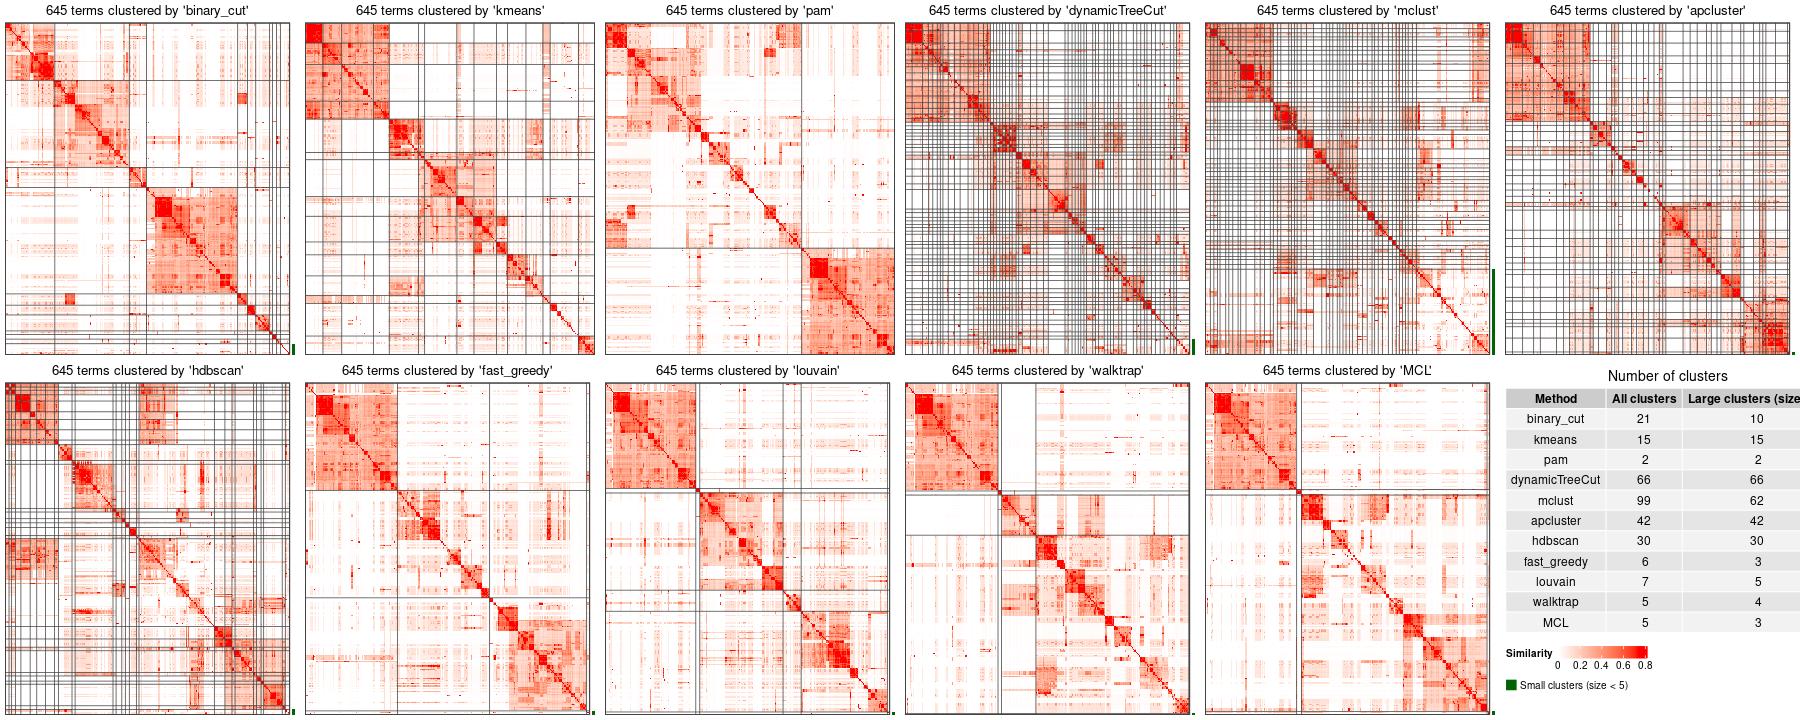 645 terms clustered by 'binary_cut'
645 terms clustered by 'kmeans'
645 terms clustered by 'pam'
645 terms clustered by 'dynamicTreeCut'
645 terms clustered by 'mclust'
645 terms clustered by 'apcluster'
645 terms clustered by 'hdbscan'
645 terms clustered by 'fast_greedy'
645 terms clustered by 'louvain'
645 terms clustered by 'walktrap'
645 terms clustered by 'MCL'
Number of clusters
Method All clusters Large clusters (size
binary_cut 21 10
kmeans 15 15
pam 2 2
dynamicTreeCut 66 66
mclust 99 62
apcluster 42 42
hdbscan 30 30
fast_greedy 6 3
louvain 7 5
walktrap 5 4
MCL 5 3
Similarity
0 0.2 0.4 0.6 0.8
Small clusters (size < 5)